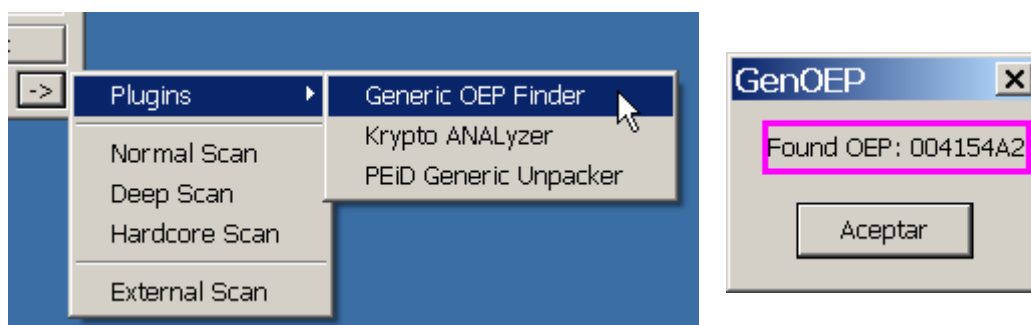 ->
Plugins
Normal Scan
Deep Scan
Hardcore Scan
External Scan
Generic OEP Finder
Krypto ANALyzer
PEiD Generic Unpacker
GenOEP
Found OEP: 004154A2
Aceptar